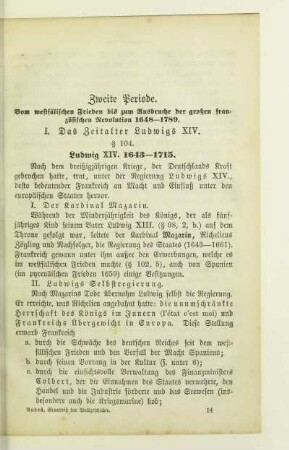 Zweite Periode.
Vom westfälischen Frieden bis zum Ausbruche der großen fran-
zösischen Revolution 1648—1789.
I. Das Zeitalter Ludwigs XIV.
§ 104.
Ludwig XIV. 1643—1715.
Nach dem dreißigjährigen Kriege, der Deutschlands Kraft
gebrochen hatte, trat, unter der Regierung Ludwigs XIV.,
desto bedeutender Frankreich an Macht und Einfluß unter den
europäischen Staaten hervor.
I. Der Kardinal Mazarin.
Während der Minderjährigkeit des Königs, der als fünf-
jähriges Kind seinem Vater Ludwig XIII. (§ 98, 2, b.) auf dem
Throne gefolgt war, leitete der Kardinal Mazarin, Richelieus
Zögling und Nachfolger, die Regierung des Staates (1643—1661).
Frankreich gewann unter ihm außer den Erwerbungen, welche es
im westfälischen Frieden machte (§ 102, 5), auch von Spanien
(im pyrenäischen Frieden 1659) einige Besitzungen.
II. Ludwigs Selbstregierung.
Nach Mazarins Tode übernahm Ludwig selbst die Regierung.
Er erreichte, was Richelieu angebahnt hatte: die unumschränkte
Herrschaft des Königs im Innern (l'état c'est moi) und
Frankreichs Übergewicht in Europa. Diese Stellung
erwarb Frankreich
a. durch die Schwäche des deutschen Reiches seit dem west-
fälischen Frieden und den Verfall der Macht Spaniens;
b. durch seinen Vorrang in der Kultur (s. unter 6);
c. durch die einsichtsvolle Verwaltung des Finanzministers
Colbert, der die Einnahmen des Staates vermehrte, den
Handel und die Industrie förderte und das Seewesen (ins-
besondere auch die Kriegsmarine) hob;
Andrä, Grundriß der Weltgeschichte. 14